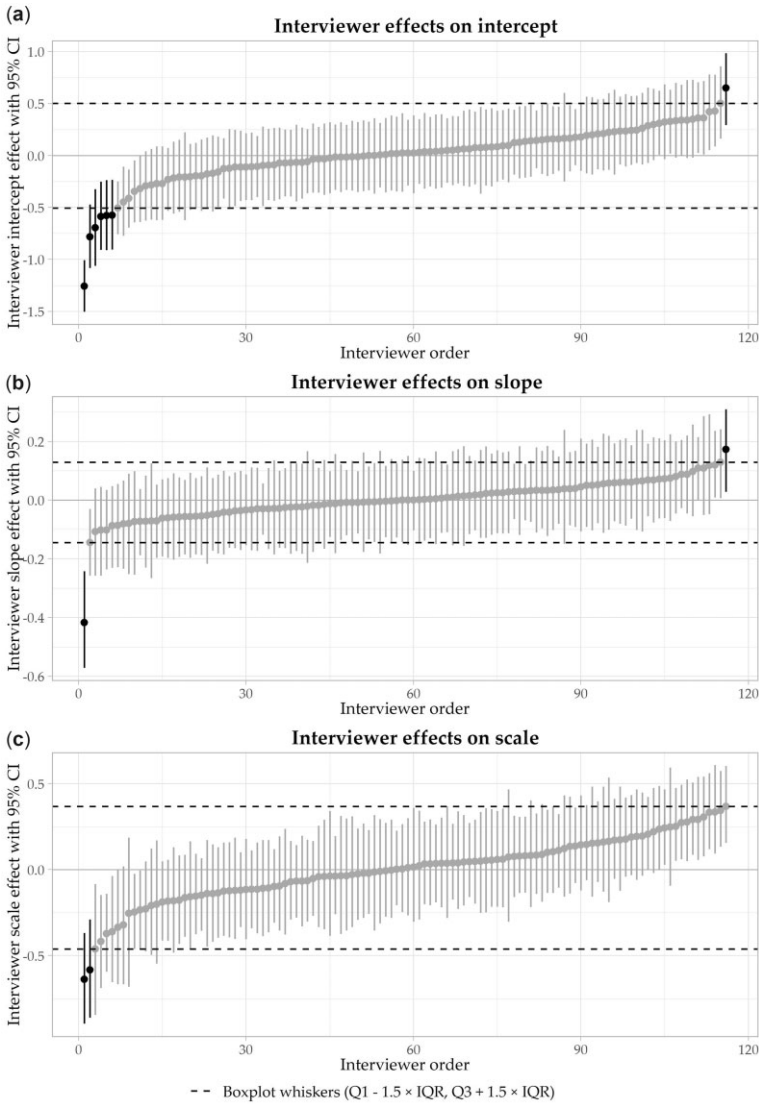 (a)
Interviewer effects on intercept
Interviewer intercept effect with 95% CI
1.0
0.5
0.0
-0.5
-1.0
-1.5
0
30
60
90
120
Interviewer order
(b)
Interviewer effects on slope
Interviewer slope effect with 95% CI
0.2
0.0
-0.2
-0.4
-0.6
0
30
60
90
120
Interviewer order
(c)
Interviewer effects on scale
Interviewer scale effect with 95% CI
0.5
0.0
-0.5
0
30
60
90
120
Interviewer order
Boxplot whiskers (Q1 - 1.5 × IQR, Q3 + 1.5 × IQR)